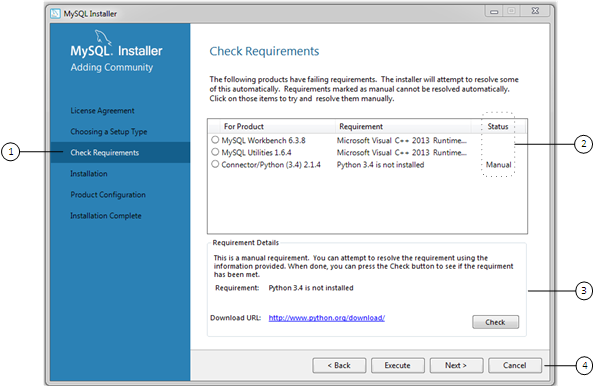 MySQL Installer
MySQL. Installer
Adding Community
License Agreement
Choosing a Setup Type
Check Requirements
Installation
Product Configuration
Installation Complete
Check Requirements
The following products have failing requirements. The installer will attempt to resolve some
of this automatically. Requirements marked as manual cannot be resolved automatically.
Click on those items to try and resolve them manually.
For Product Requirement Status
MySQL Workbench 6.3.8 Microsoft Visual C++ 2013 Runtime...
MySQL Utilities 1.6.4 Microsoft Visual C++ 2013 Runtime...
Connector/Python (3.4) 2.1.4 Python 3.4 is not installed Manual
Requirement Details
This is a manual requirement. You can attempt to resolve the requirement using the
information provided. When done, you can press the Check button to see if the requirment
has been met.
Requirement: Python 3.4 is not installed
Download URL: http://www.python.org/download/
Check
< Back Execute Next > Cancel
1
2
3
4